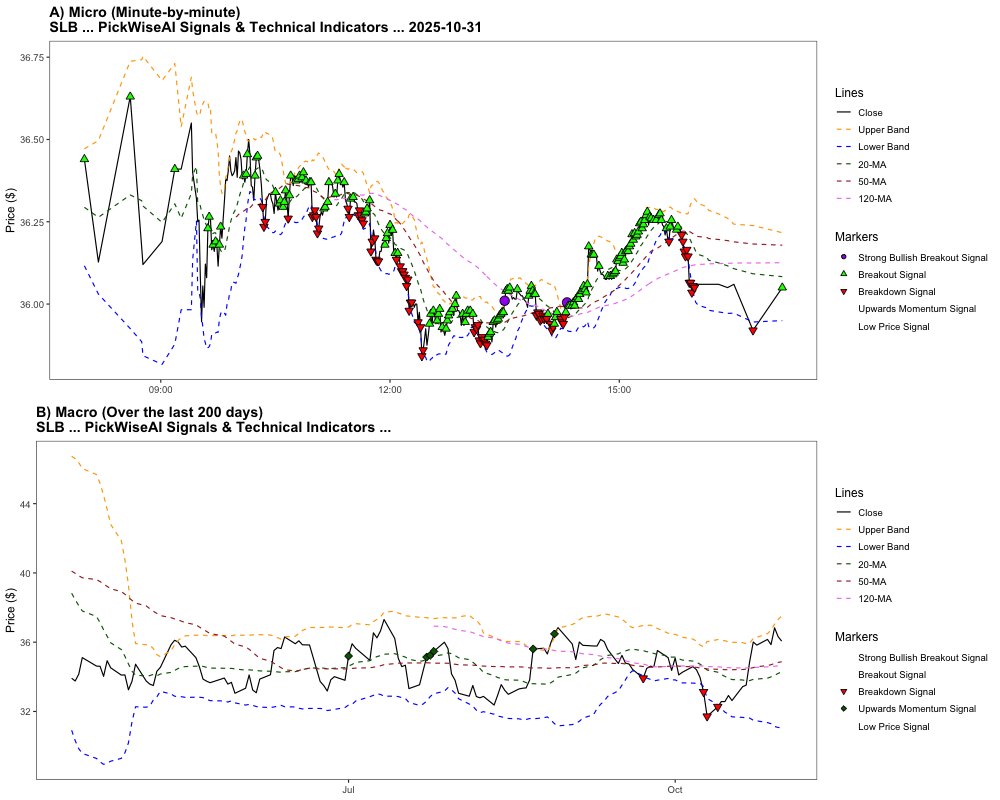 A) Micro (Minute-by-minute)
SLB ... PickWiseAI Signals & Technical Indicators ... 2025-10-31
36.75
36.50
36.25
36.00
Price ($)
09:00
12:00
15:00
Lines
Close
Upper Band
Lower Band
20-MA
50-MA
120-MA
Markers
Strong Bullish Breakout Signal
Breakout Signal
Breakdown Signal
Upwards Momentum Signal
Low Price Signal
B) Macro (Over the last 200 days)
SLB ... PickWiseAI Signals & Technical Indicators ...
44
40
36
32
Price ($)
Jul
Oct
Lines
Close
Upper Band
Lower Band
20-MA
50-MA
120-MA
Markers
Strong Bullish Breakout Signal
Breakout Signal
Breakdown Signal
Upwards Momentum Signal
Low Price Signal